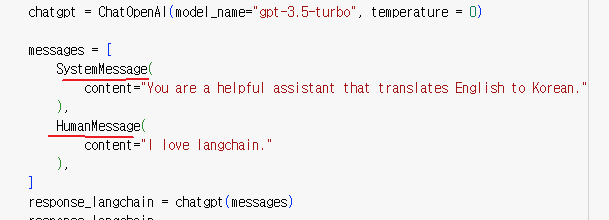 chatgpt = ChatOpenAI(model_name="gpt-3.5-turbo", temperature = 0)
messages = [
SystemMessage(
content="You are a helpful assistant that translates English to Korean."
),
HumanMessage(
content="I love langchain."
),
]
response_langchain = chatgpt(messages)
response_langchain